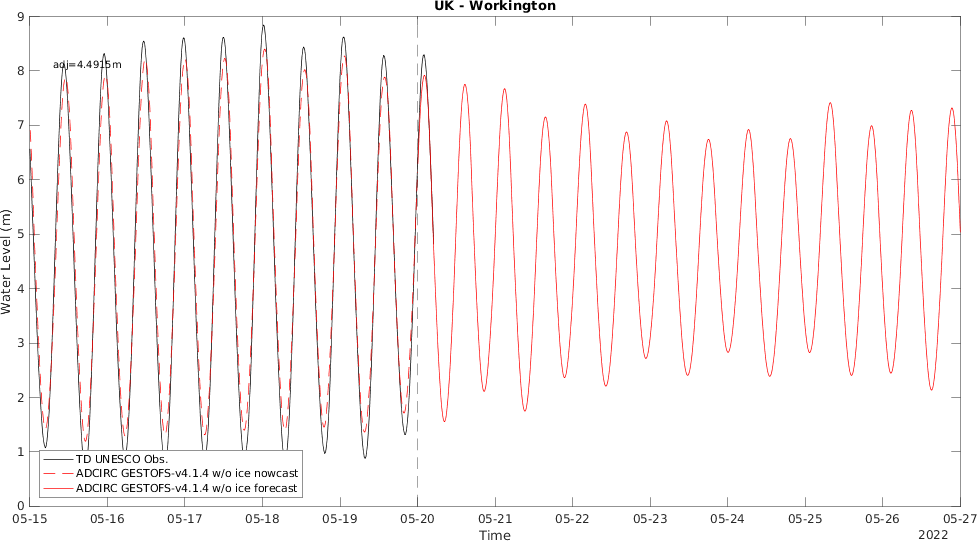 UK - Workington
9
8
7
6
5
4
3
2
1
0
Water Level (m)
adj=4.4915m
TD UNESCO Obs.
ADCIRC GESTOFS-v4.1.4 w/o ice nowcast
ADCIRC GESTOFS-v4.1.4 w/o ice forecast
05-15 05-16 05-17 05-18 05-19 05-20 05-21 05-22 05-23 05-24 05-25 05-26 05-27
Time
2022